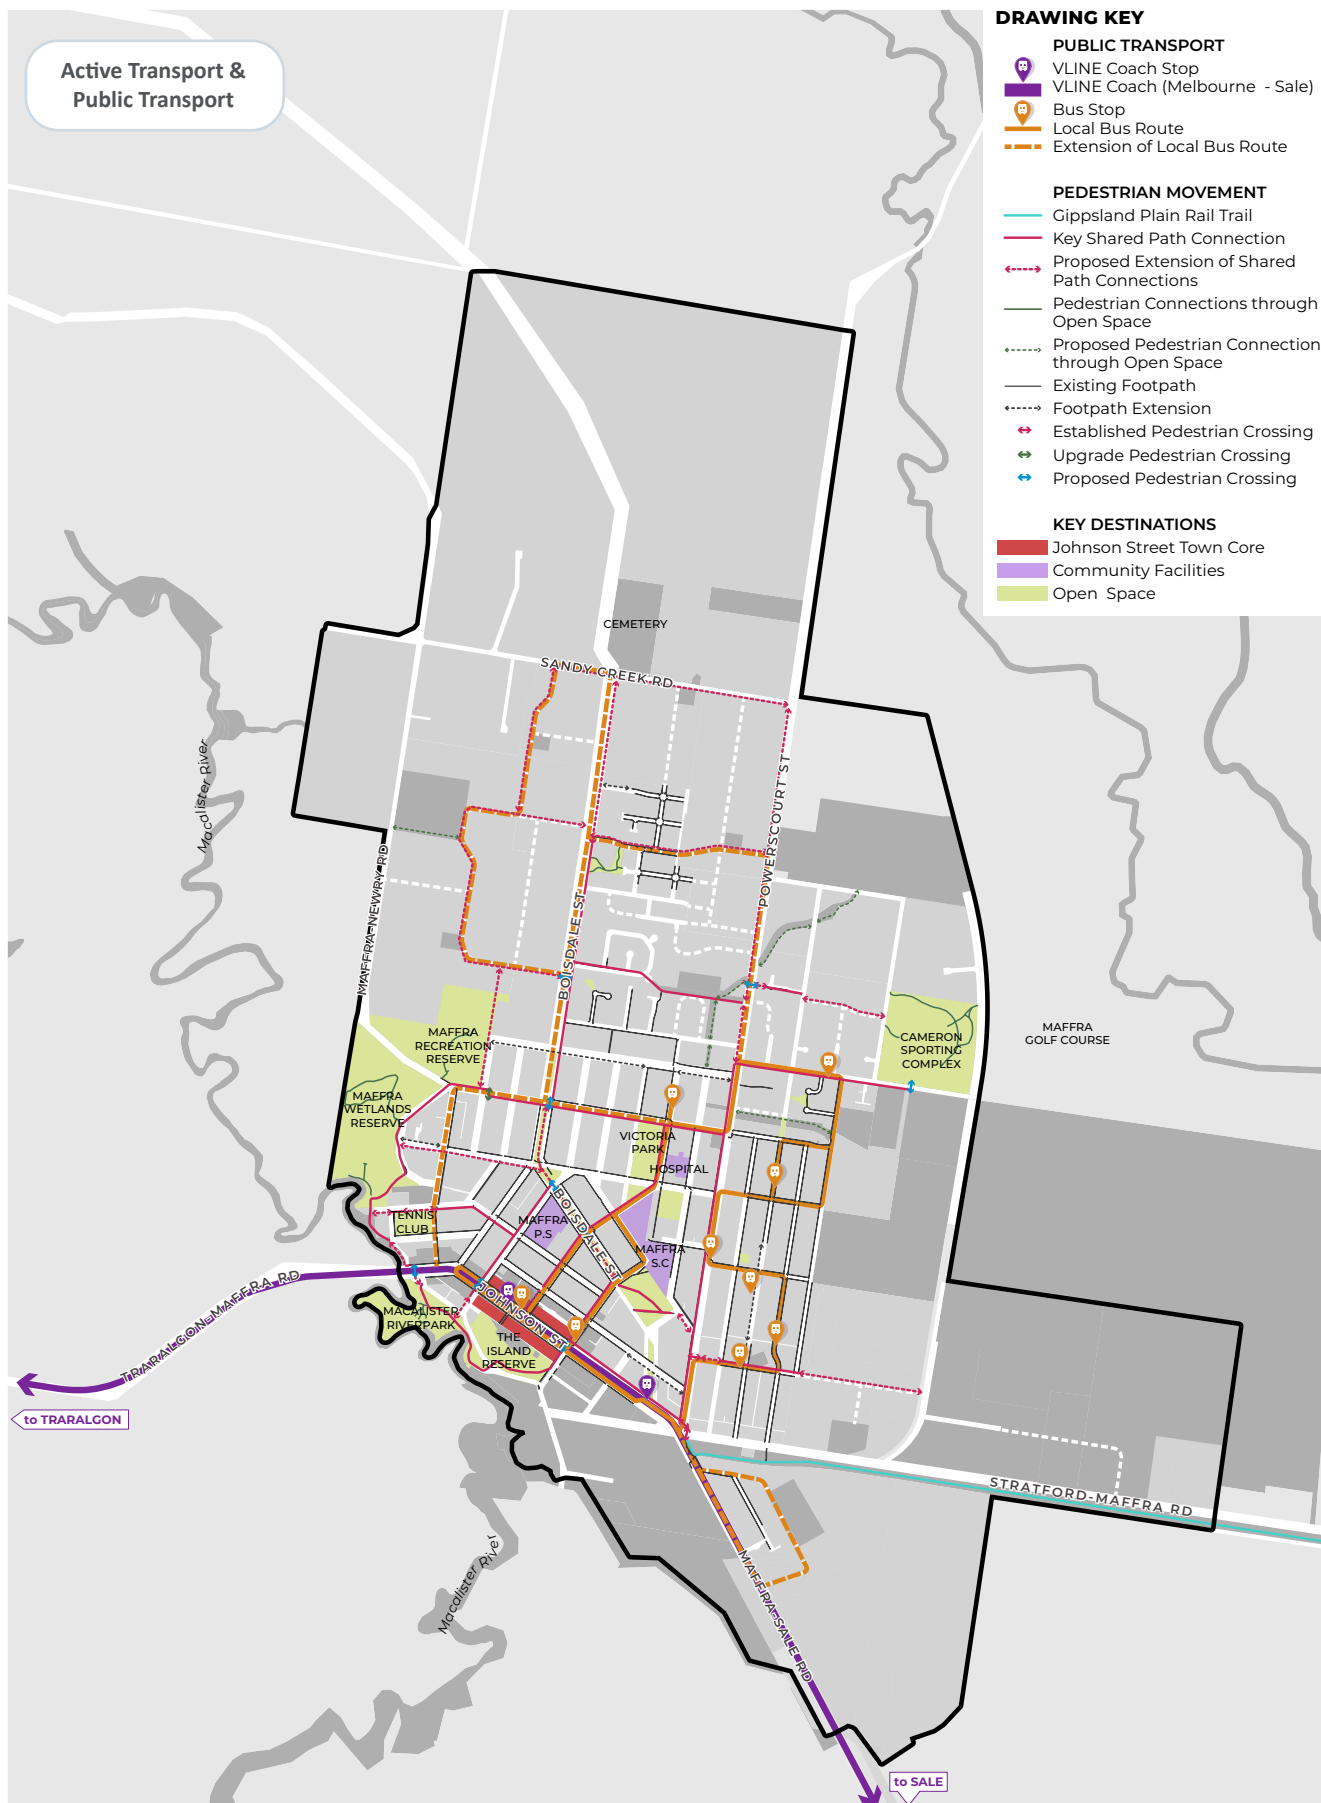 Active Transport &
Public Transport
DRAWING KEY
PUBLIC TRANSPORT
VLINE Coach Stop
VLINE Coach (Melbourne - Sale)
Bus Stop
Local Bus Route
Extension of Local Bus Route
PEDESTRIAN MOVEMENT
Gippsland Plain Rail Trail
Key Shared Path Connection
Proposed Extension of Shared
Path Connections
Pedestrian Connections through
Open Space
Proposed Pedestrian Connection
through Open Space
Existing Footpath
Footpath Extension
Established Pedestrian Crossing
Upgrade Pedestrian Crossing
Proposed Pedestrian Crossing
KEY DESTINATIONS
Johnson Street Town Core
Community Facilities
Open Space
CEMETERY
SANDY CREEK RD
Macalister River
POWERSCOURT ST
MAFFRA-NEWRY RD
BOISDALE ST
MAFFRA
RECREATION
RESERVE
CAMERON
SPORTING
COMPLEX
MAFFRA
GOLF COURSE
MAFFRA
WETLANDS
RESERVE
VICTORIA
PARK
HOSPITAL
TENNIS
CLUB
MAFFRA
P.S
BOISDALE ST
MAFFRA
S.C
TRARALGON-MAFFRA RD
MACALISTER
RIVERPARK
JOHNSON ST
THE
ISLAND
RESERVE
to TRARALGON
STRATFORD-MAFFRA RD
Macalister River
MAFFRA-SALE RD
to SALE